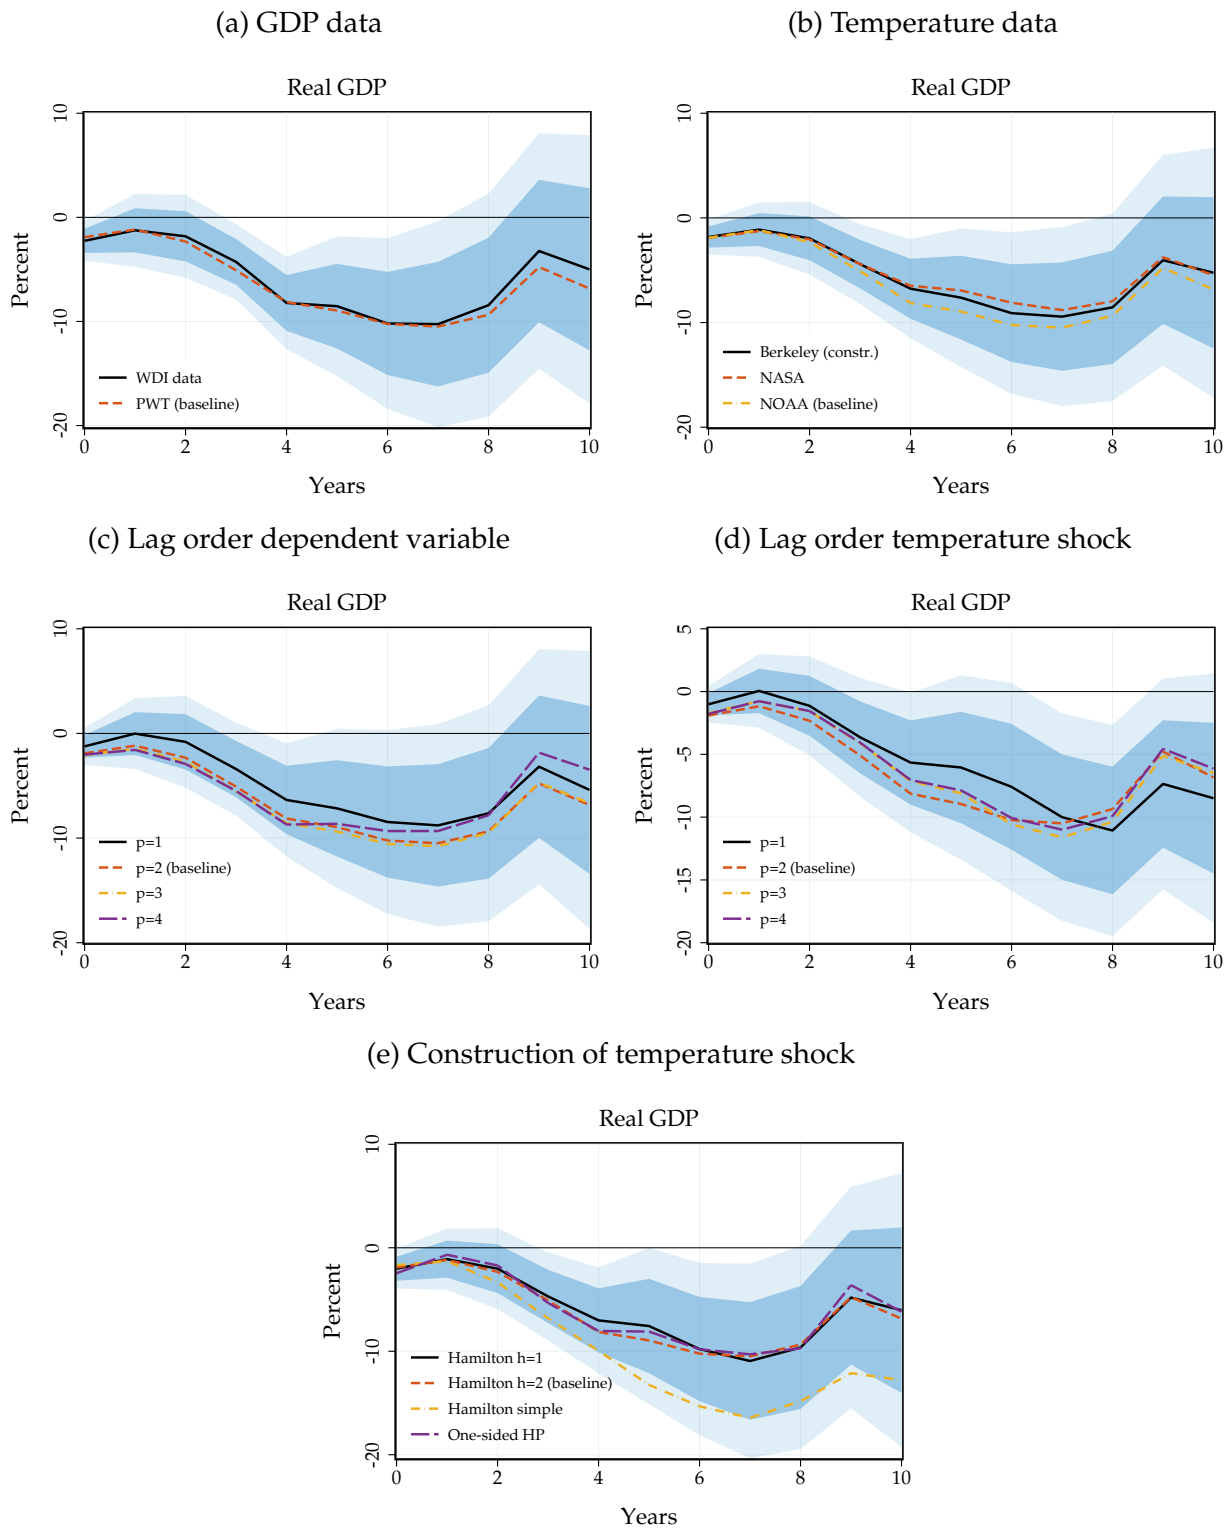 (a) GDP data
(b) Temperature data
Real GDP
10
0
-10
-20
Percent
WDI data
PWT (baseline)
0 2 4 6 8 10
Years
Real GDP
10
0
-10
-20
Percent
Berkeley (constr.)
NASA
NOAA (baseline)
0 2 4 6 8 10
Years
(c) Lag order dependent variable
(d) Lag order temperature shock
Real GDP
10
0
-10
-20
Percent
p=1
p=2 (baseline)
p=3
p=4
0 2 4 6 8 10
Years
Real GDP
5
0
-5
-10
-15
-20
Percent
p=1
p=2 (baseline)
p=3
p=4
0 2 4 6 8 10
Years
(e) Construction of temperature shock
Real GDP
10
0
-10
-20
Percent
Hamilton h=1
Hamilton h=2 (baseline)
Hamilton simple
One-sided HP
0 2 4 6 8 10
Years